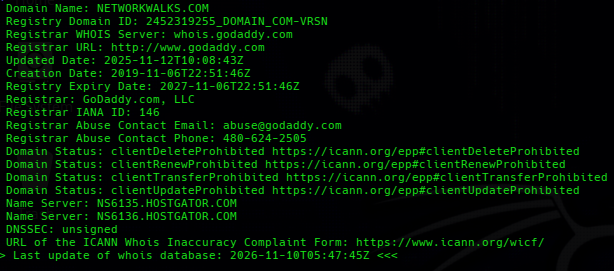 Domain Name: NETWORKWALKS.COM
Registry Domain ID: 2452319255_DOMAIN_COM-VRSN
Registrar WHOIS Server: whois.godaddy.com
Registrar URL: http://www.godaddy.com
Updated Date: 2025-11-12T10:08:43Z
Creation Date: 2019-11-06T22:51:46Z
Registry Expiry Date: 2027-11-06T22:51:46Z
Registrar: GoDaddy.com, LLC
Registrar IANA ID: 146
Registrar Abuse Contact Email: abuse@godaddy.com
Registrar Abuse Contact Phone: 480-624-2505
Domain Status: clientDeleteProhibited https://icann.org/epp#clientDeleteProhibited
Domain Status: clientRenewProhibited https://icann.org/epp#clientRenewProhibited
Domain Status: clientTransferProhibited https://icann.org/epp#clientTransferProhibited
Domain Status: clientUpdateProhibited https://icann.org/epp#clientUpdateProhibited
Name Server: NS6135.HOSTGATOR.COM
Name Server: NS6136.HOSTGATOR.COM
DNSSEC: unsigned
URL of the ICANN Whois Inaccuracy Complaint Form: https://www.icann.org/wicf/
> Last update of whois database: 2026-11-10T05:47:45Z <<<